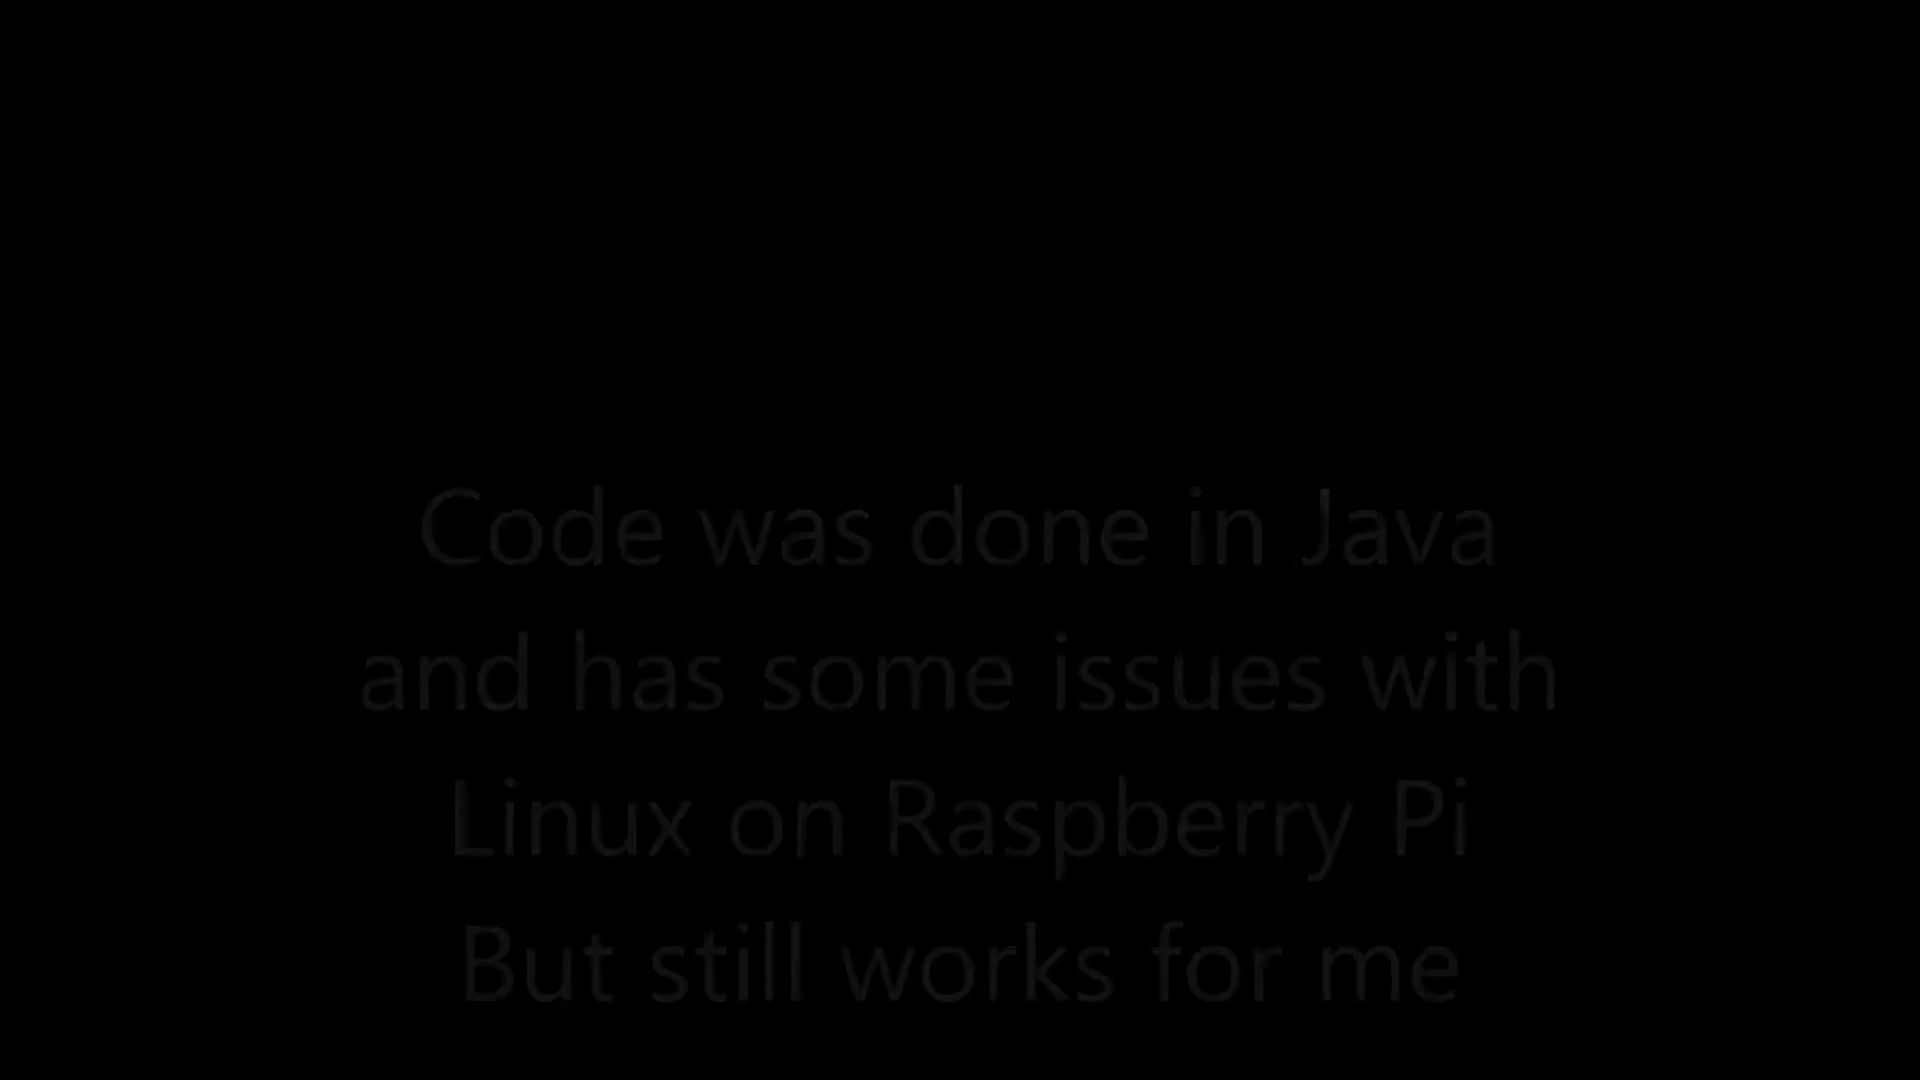 Code was done in Java
and has some issues with
Linux on Raspberry Pi
But still works for me